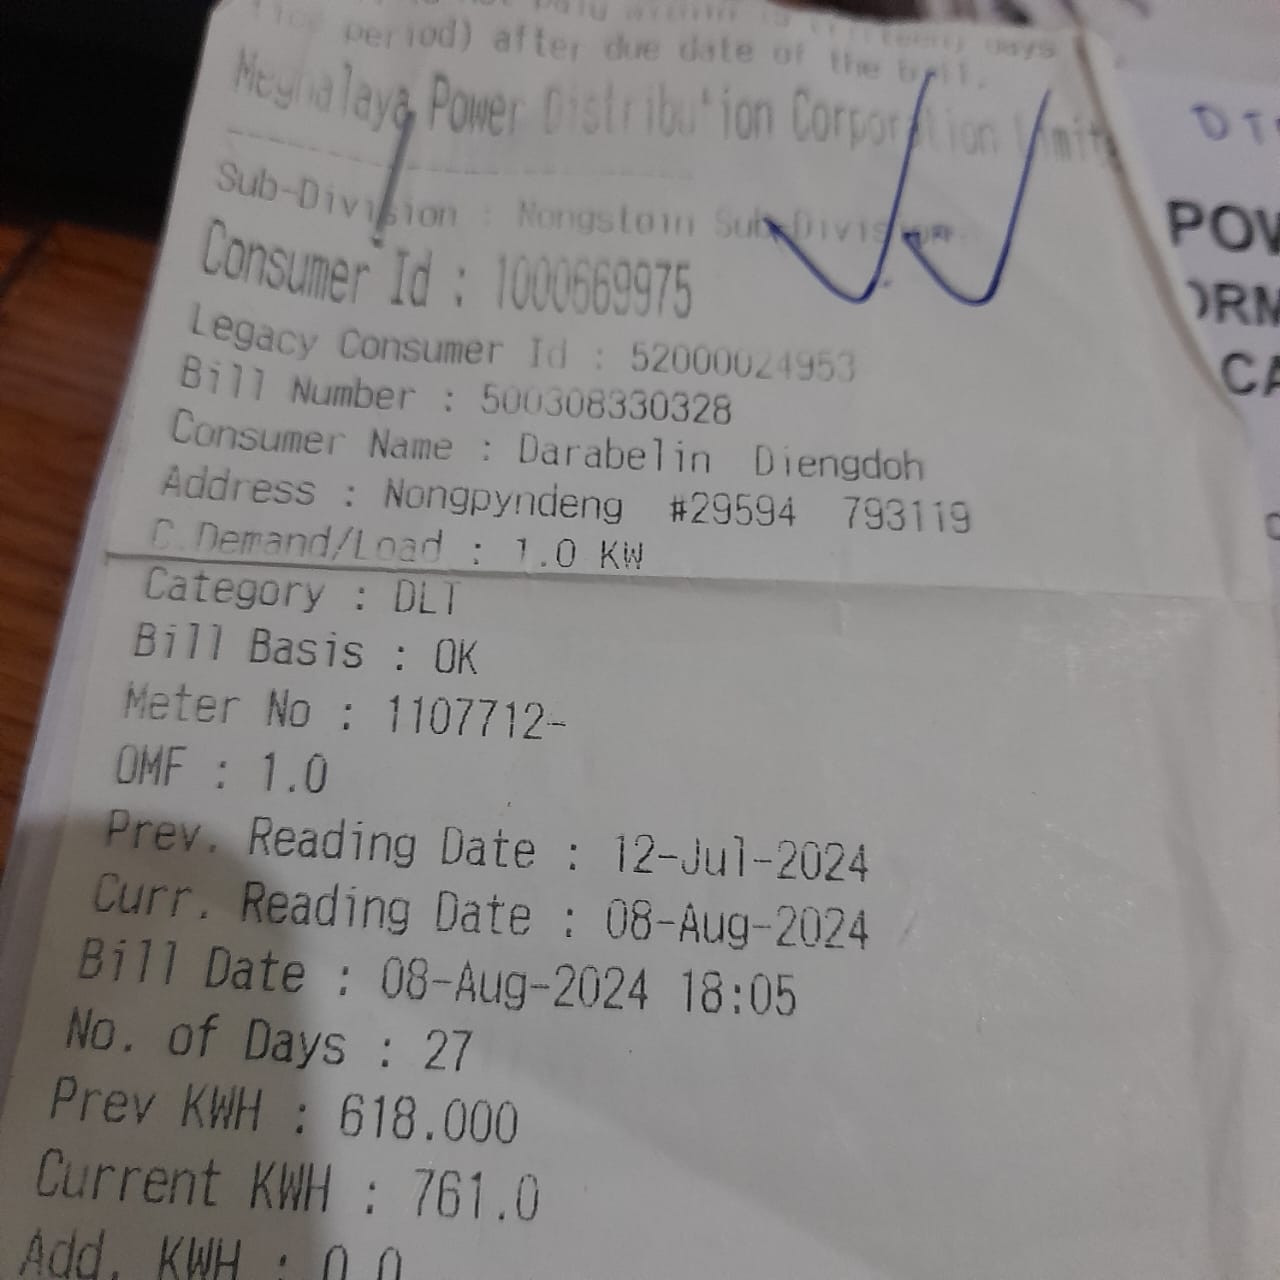 period) after due date of the bill.
Meghalaya Power Distribution Corporation Limit
Sub-Division : Nongstoin Sub-Division
Consumer Id : 1000669975
Legacy Consumer Id : 52000024953
Bill Number : 500308330328
Consumer Name : Darabelin Diengdoh
Address : Nongpyndeng #29594 793119
C.Demand/Load : 1.0 KW
Category : DLT
Bill Basis : OK
Meter No : 1107712-
OMF : 1.0
Prev. Reading Date : 12-Jul-2024
Curr. Reading Date : 08-Aug-2024
Bill Date : 08-Aug-2024 18:05
No. of Days : 27
Prev KWH : 618.000
Current KWH : 761.0
Add. KWH : 0.0
DT
POW
ORM
CA